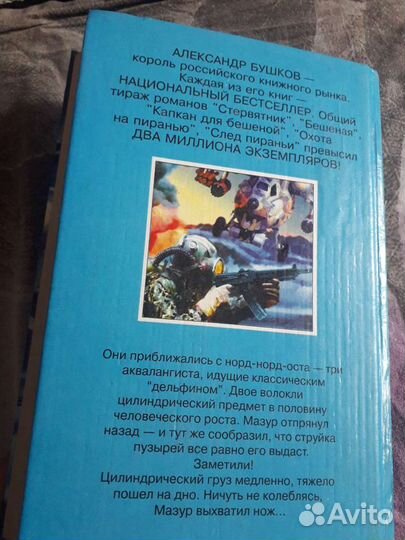 АЛЕКСАНДР БУШКОВ —
король российского книжного рынка.
Каждая из его книг —
НАЦИОНАЛЬНЫЙ БЕСТСЕЛЛЕР. Общий
тираж романов "Стервятник", "Бешеная",
"Капкан для бешеной", "Охота
на пиранью", "След пираньи" превысил
ДВА МИЛЛИОНА ЭКЗЕМПЛЯРОВ!
Они приближались с норд-норд-оста — три
аквалангиста, идущие классическим
"дельфином". Двое волокли
цилиндрический предмет в половину
человеческого роста. Мазур отпрянул
назад — и тут же сообразил, что струйка
пузырей все равно его выдаст.
Заметили!
Цилиндрический груз медленно, тяжело
пошел на дно. Ничуть не колеблясь,
Мазур выхватил нож...
Avito